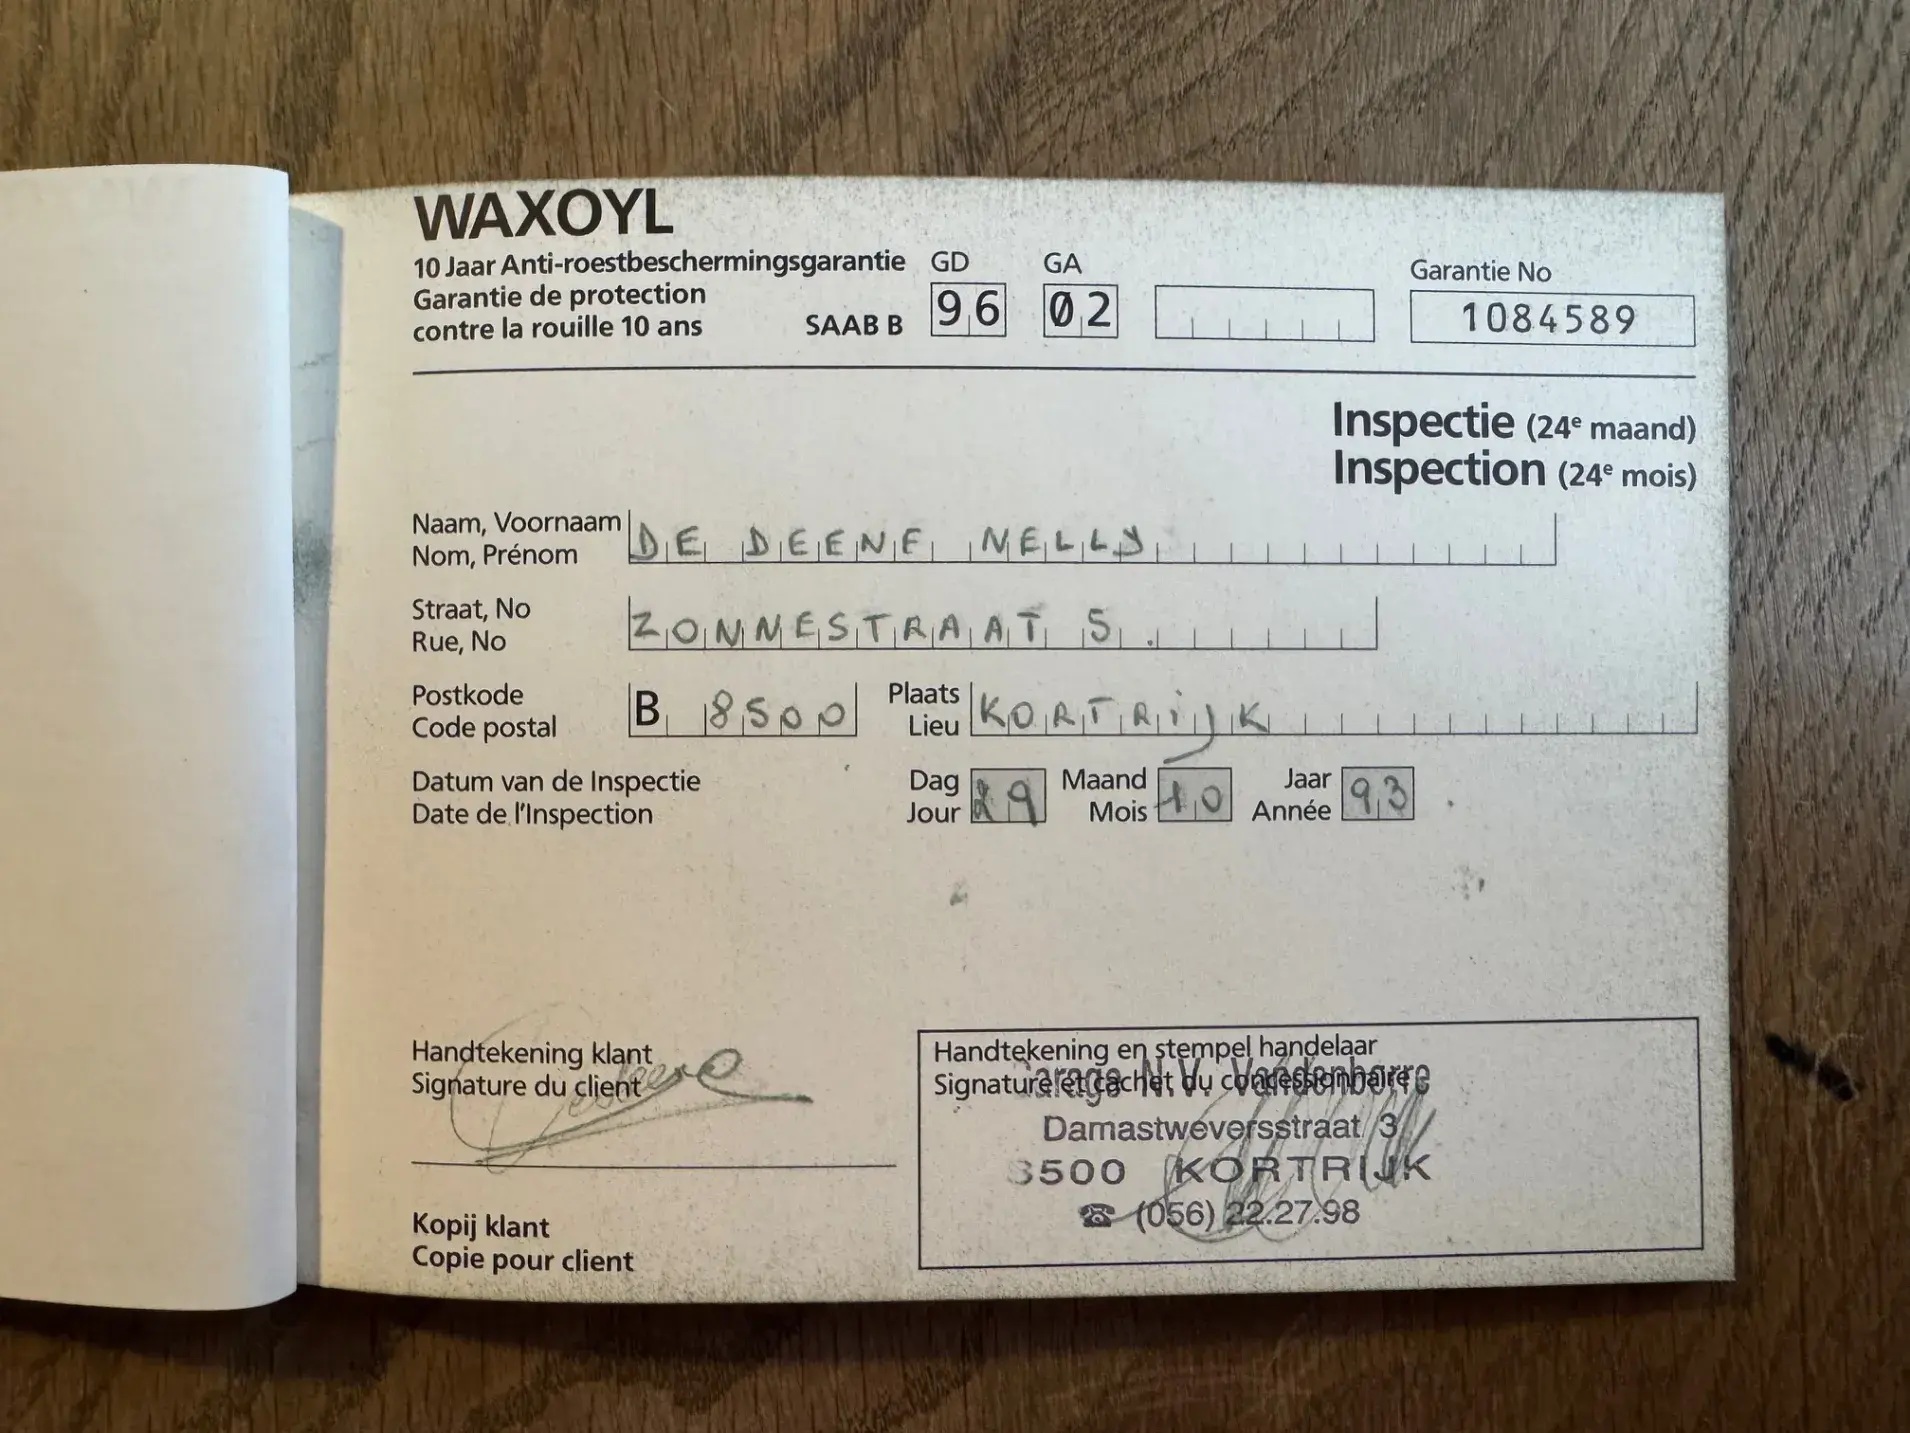 WAXOYL
10 Jaar Anti-roestbeschermingsgarantie
Garantie de protection
contre la rouille 10 ans
SAAB B
GD
96
GA
02
Garantie No
1084589
Inspectie (24e maand)
Inspection (24e mois)
Naam, Voornaam
Nom, Prénom
DE DEENE NELLY
Straat, No
Rue, No
ZONNESTRAAT 5.
Postkode
Code postal
B 8500
Plaats
Lieu
KORTRIJK
Datum van de Inspectie
Date de l'Inspection
Dag
Jour
29
Maand
Mois
10
Jaar
Année
93
Handtekening klant
Signature du client
Kopij klant
Copie pour client
Handtekening en stempel handelaar
Signature et cachet du concessionnaire
Garage N.V.
Damastweversstraat 3
8500 KORTRIJK
☎ (056) 22.27.98